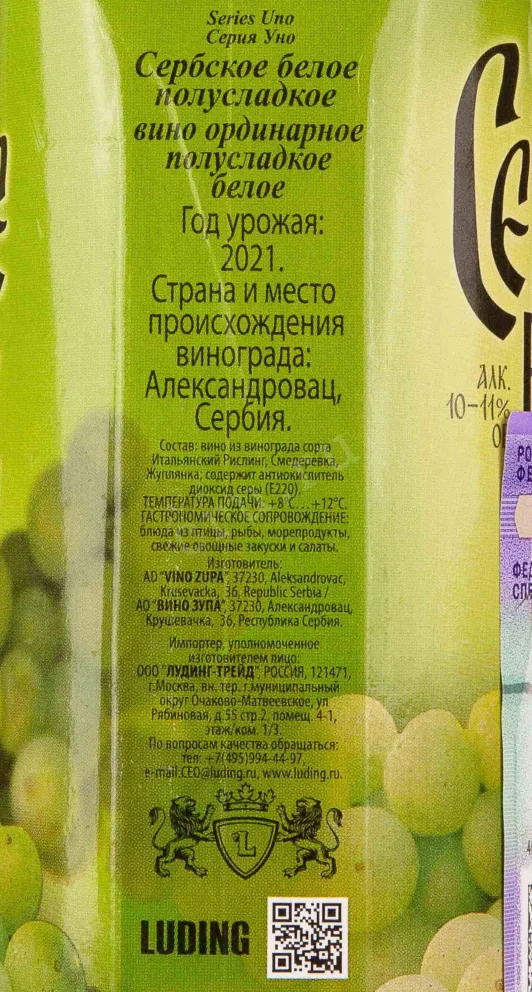 Series Uno
Серия Уно
Сербское белое
полусладкое
вино ординарное
полусладкое
белое
Год урожая:
2021.
Страна и место
происхождения
винограда:
Александровац,
Сербия.
Состав: вино из винограда сорта
Итальянский Рислинг, Смедеревка,
Жуплянка; содержит антиокислитель
диоксид серы (Е220).
ТЕМПЕРАТУРА ПОДАЧИ: +8°С...+12°С.
ГАСТРОНОМИЧЕСКОЕ СОПРОВОЖДЕНИЕ:
блюда из птицы, рыбы, морепродукты,
свежие овощные закуски и салаты.
Изготовитель:
AD "VINO ZUPA", 37230, Aleksandrovac,
Krusevacka, 36, Republic Serbia /
АО "ВИНО ЗУПА", 37230, Александровац,
Крушевачка, 36, Республика Сербия.
Импортер, уполномоченное
изготовителем лицо:
ООО "ЛУДИНГ-ТРЕЙД", РОССИЯ, 121471,
г.Москва, вн. тер. г.муниципальный
округ Очаково-Матвеевское, ул
Рябиновая, д.55 стр.2, помещ. 4-1,
этаж/ком. 1/3.
По вопросам качества обращаться:
тел: +7(495)994-44-97,
e-mail:CEO@luding.ru, www.luding.ru.
L
LUDING
АЛК.
10-11%
РО
ФЕ
ФЕД
СПЕ